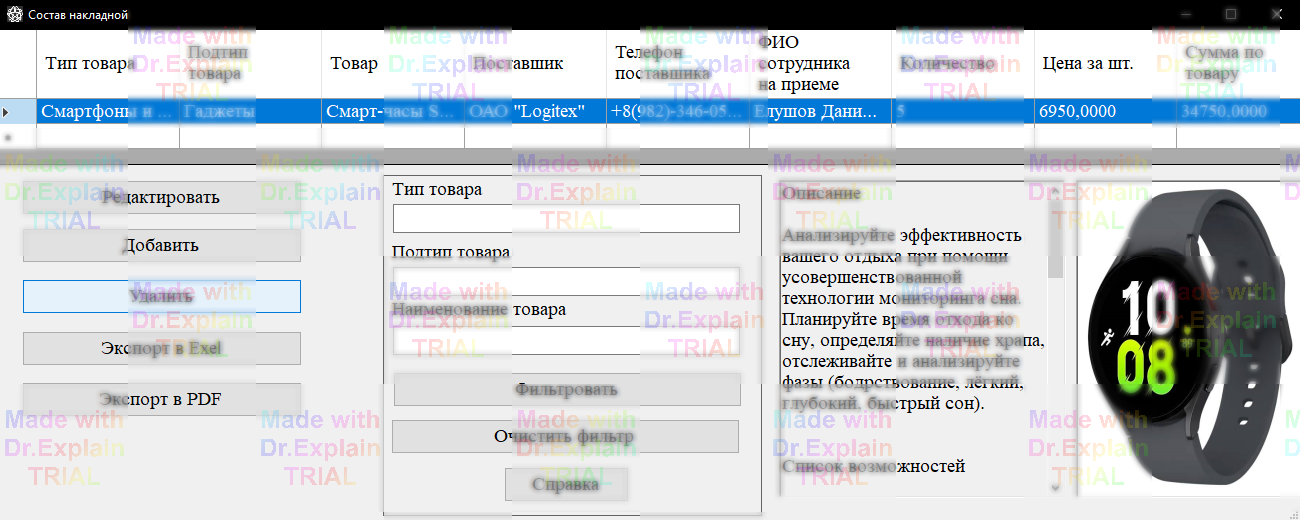 Состав накладной
Тип товара
Подтип
товара
Товар
Поставщик
Телефон
поставщика
ФИО
сотрудника
на приеме
Количество
Цена за шт.
Сумма по
товару
Смартфоны и ...
Гаджеты
Смарт-часы S...
ОАО "Logitex"
+8(982)-346-05...
Елушов Дани...
5
6950,0000
34750,0000
Редактировать
Добавить
Удалить
Экспорт в Exel
Экспорт в PDF
Тип товара
Подтип товара
Наименование товара
Фильтровать
Очистить фильтр
Справка
Описание
Анализируйте эффективность
вашего отдыха при помощи
усовершенствованной
технологии мониторинга сна.
Планируйте время отхода ко
сну, определяйте наличие храпа,
отслеживайте и анализируйте
фазы (бодрствование, лёгкий,
глубокий, быстрый сон).
Список возможностей
10
08
Made with
Dr.Explain
TRIAL